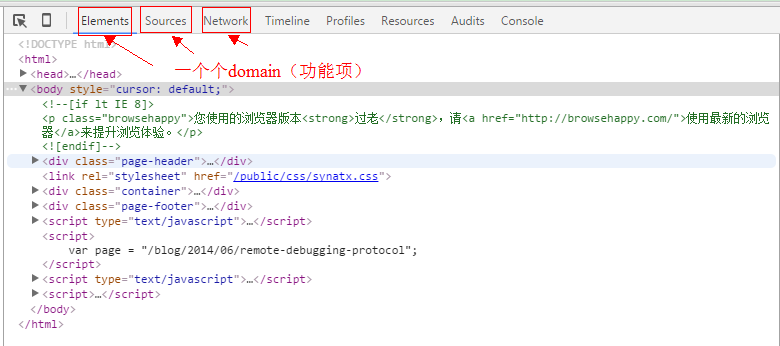 Elements Sources Network Timeline Profiles Resources Audits Console
<!DOCTYPE html>
<html>
<head>…</head>
一个个domain（功能项）
<body style="cursor: default;">
<!--[if lt IE 8]>
<p class="browsehappy">您使用的浏览器版本<strong>过老</strong>，请<a href="http://browsehappy.com/">使用最新的浏览
器</a>来提升浏览体验。</p>
<![endif]-->
<div class="page-header">…</div>
<link rel="stylesheet" href="/public/css/synatx.css">
<div class="container">…</div>
<div class="page-footer">…</div>
<script type="text/javascript">…</script>
<script>
var page = "/blog/2014/06/remote-debugging-protocol";
</script>
<script type="text/javascript">…</script>
<script>…</script>
</body>
</html>